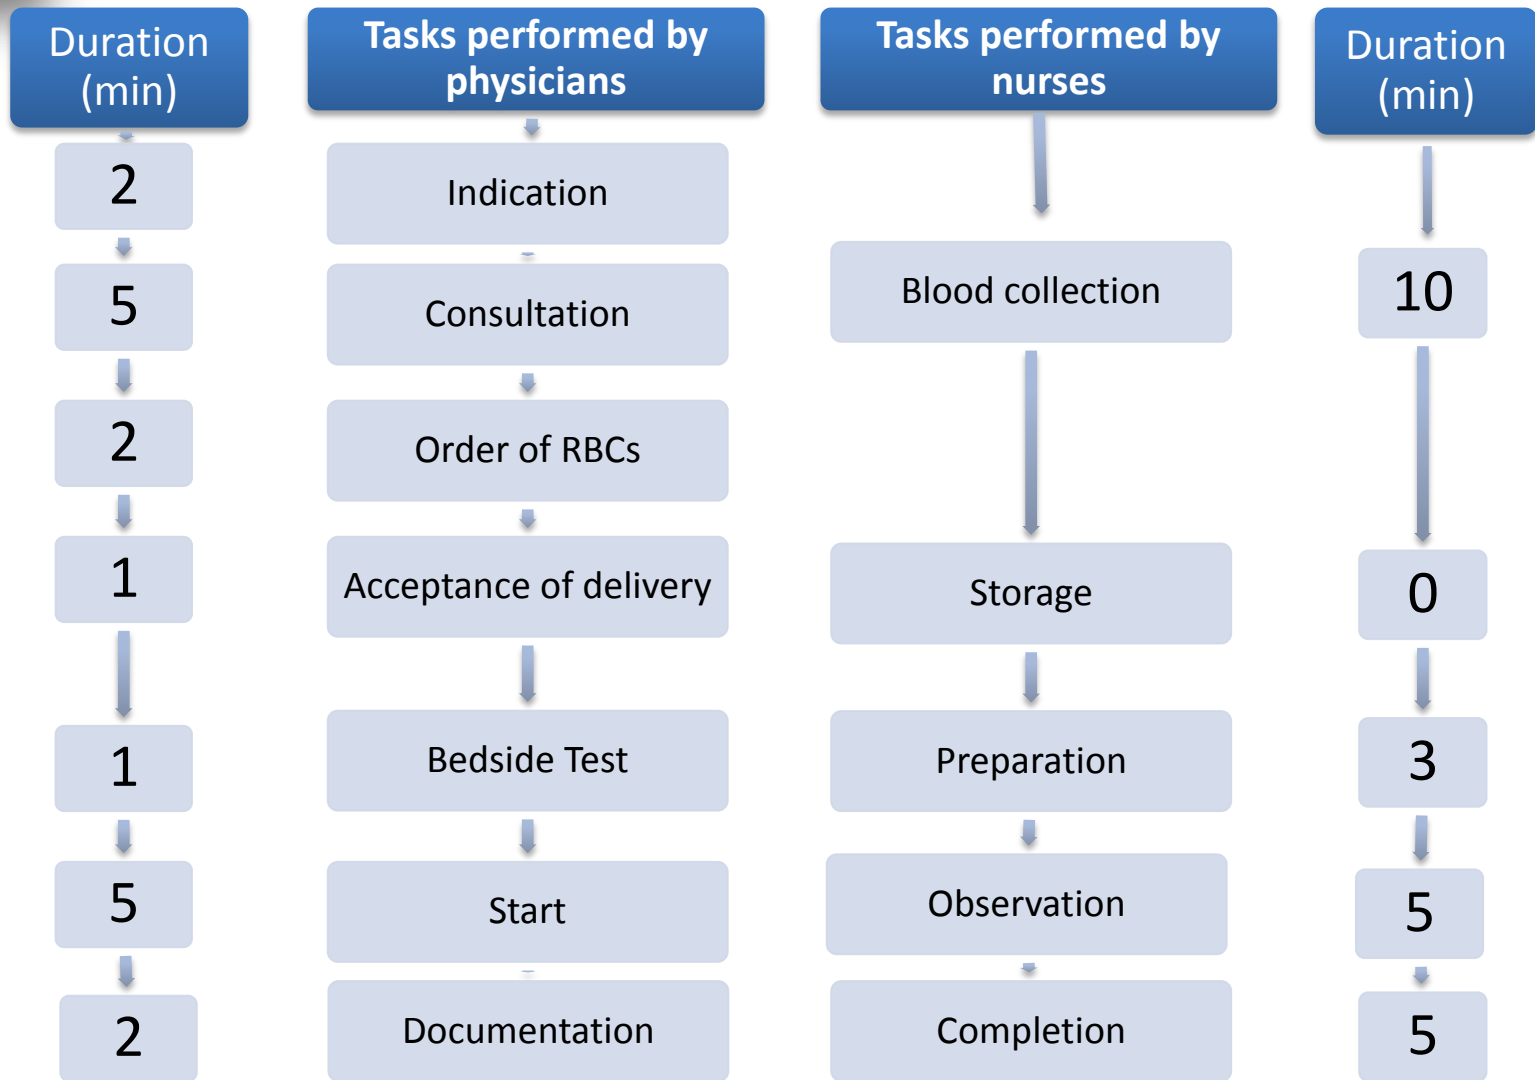 Duration
(min)
Tasks performed by
physicians
Tasks performed by
nurses
Duration
(min)
2
Indication
5
Consultation
Blood collection
10
2
Order of RBCs
1
Acceptance of delivery
Storage
0
1
Bedside Test
Preparation
3
5
Start
Observation
5
2
Documentation
Completion
5